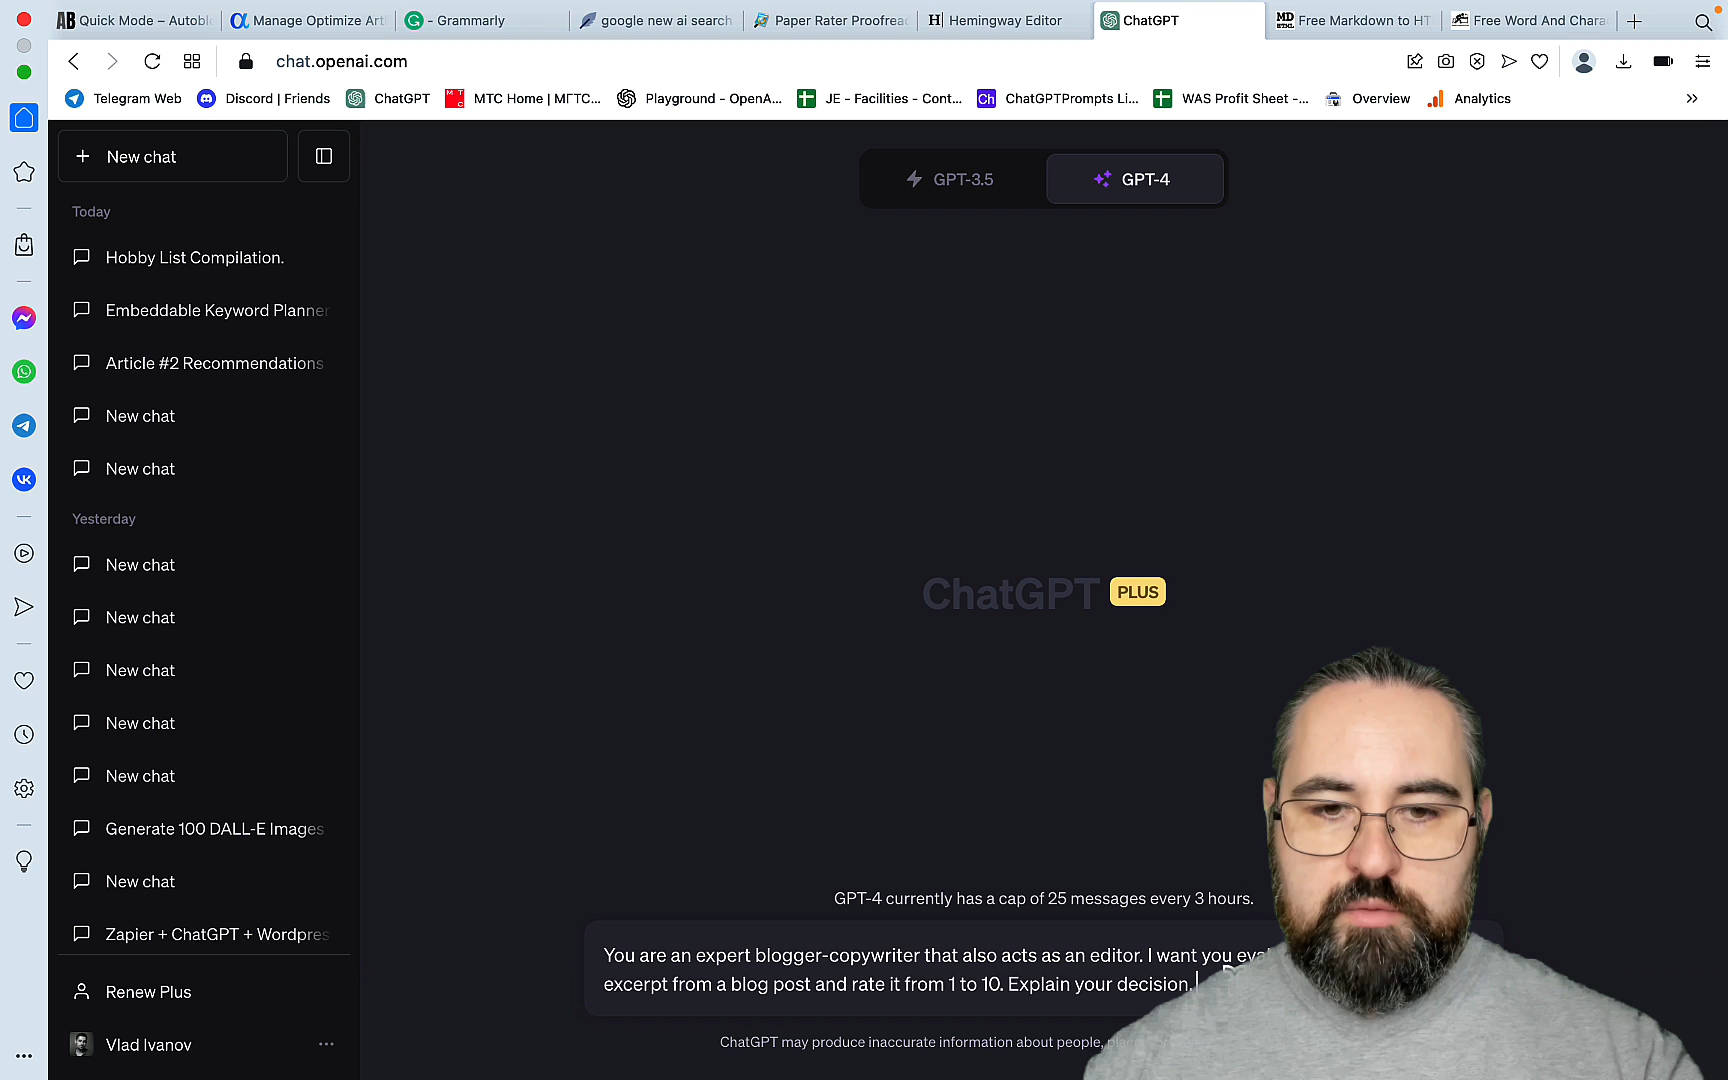 Quick Mode – Autoblo
Manage Optimize Art
- Grammarly
google new ai search
Paper Rater Proofread
Hemingway Editor
ChatGPT
Free Markdown to HT
Free Word And Chara
chat.openai.com
Telegram Web
Discord | Friends
ChatGPT
MTC Home | МГТС...
Playground - OpenA...
JE - Facilities - Cont...
ChatGPTPrompts Li...
WAS Profit Sheet -...
Overview
Analytics
New chat
GPT-3.5
GPT-4
Today
Hobby List Compilation.
Embeddable Keyword Planner
Article #2 Recommendations
New chat
New chat
Yesterday
New chat
New chat
New chat
New chat
New chat
Generate 100 DALL-E Images
New chat
Zapier + ChatGPT + Wordpres
Renew Plus
Vlad Ivanov
ChatGPT PLUS
GPT-4 currently has a cap of 25 messages every 3 hours.
You are an expert blogger-copywriter that also acts as an editor. I want you eva
excerpt from a blog post and rate it from 1 to 10. Explain your decision.
ChatGPT may produce inaccurate information about people,